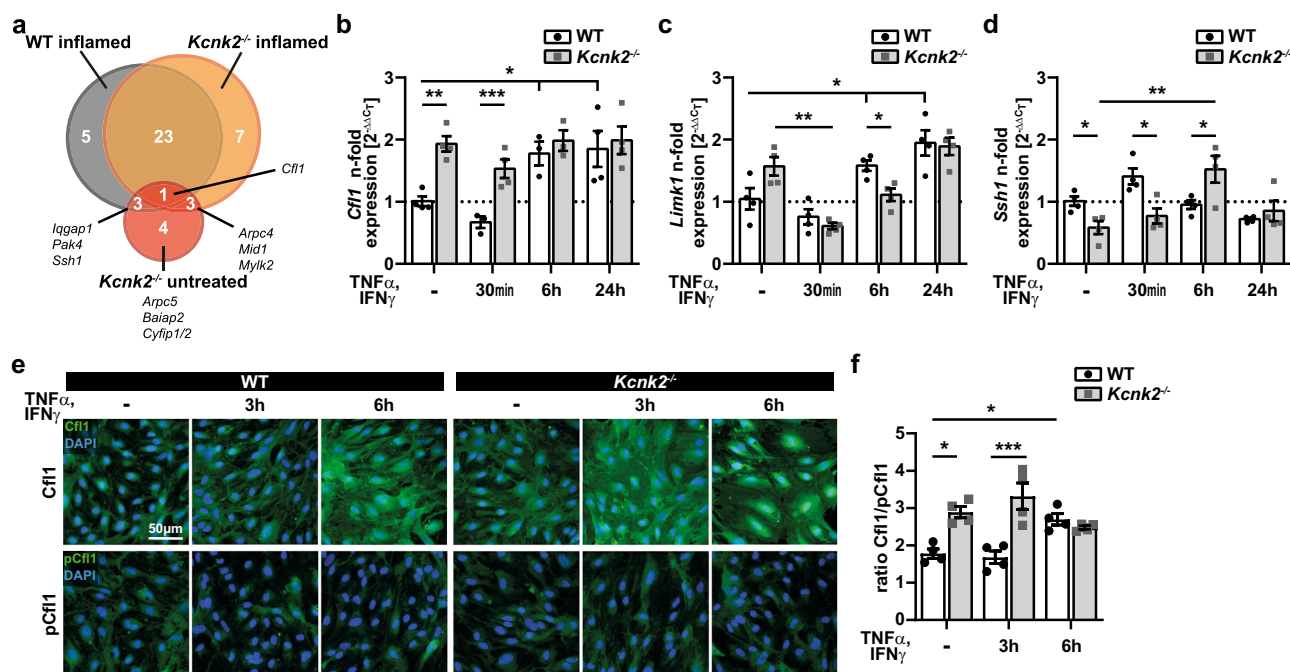 a
WT inflamed
Kcnk2-/- inflamed
5
23
7
1
3
3
4
Cfl1
Iqgap1
Pak4
Ssh1
Arpc4
Mid1
Mylk2
Kcnk2-/- untreated
Arpc5
Baiap2
Cyfip1/2
b
WT
Kcnk2-/-
Cfl1 n-fold
expression [2-ΔΔCT]
3
2
1
0
*
**
***
TNFα,
IFNγ
- 30min 6h 24h
c
WT
Kcnk2-/-
Limk1 n-fold
expression [2-ΔΔCT]
3
2
1
0
*
**
*
TNFα,
IFNγ
- 30min 6h 24h
d
WT
Kcnk2-/-
Ssh1 n-fold
expression [2-ΔΔCT]
3
2
1
0
**
* * *
TNFα,
IFNγ
- 30min 6h 24h
e
WT
Kcnk2-/-
TNFα,
IFNγ
- 3h 6h - 3h 6h
Cfl1
Cfl1
DAPI
50µm
pCfl1
pCfl1
DAPI
f
WT
Kcnk2-/-
ratio Cfl1/pCfl1
5
4
3
2
1
0
*
*
***
TNFα,
IFNγ
- 3h 6h